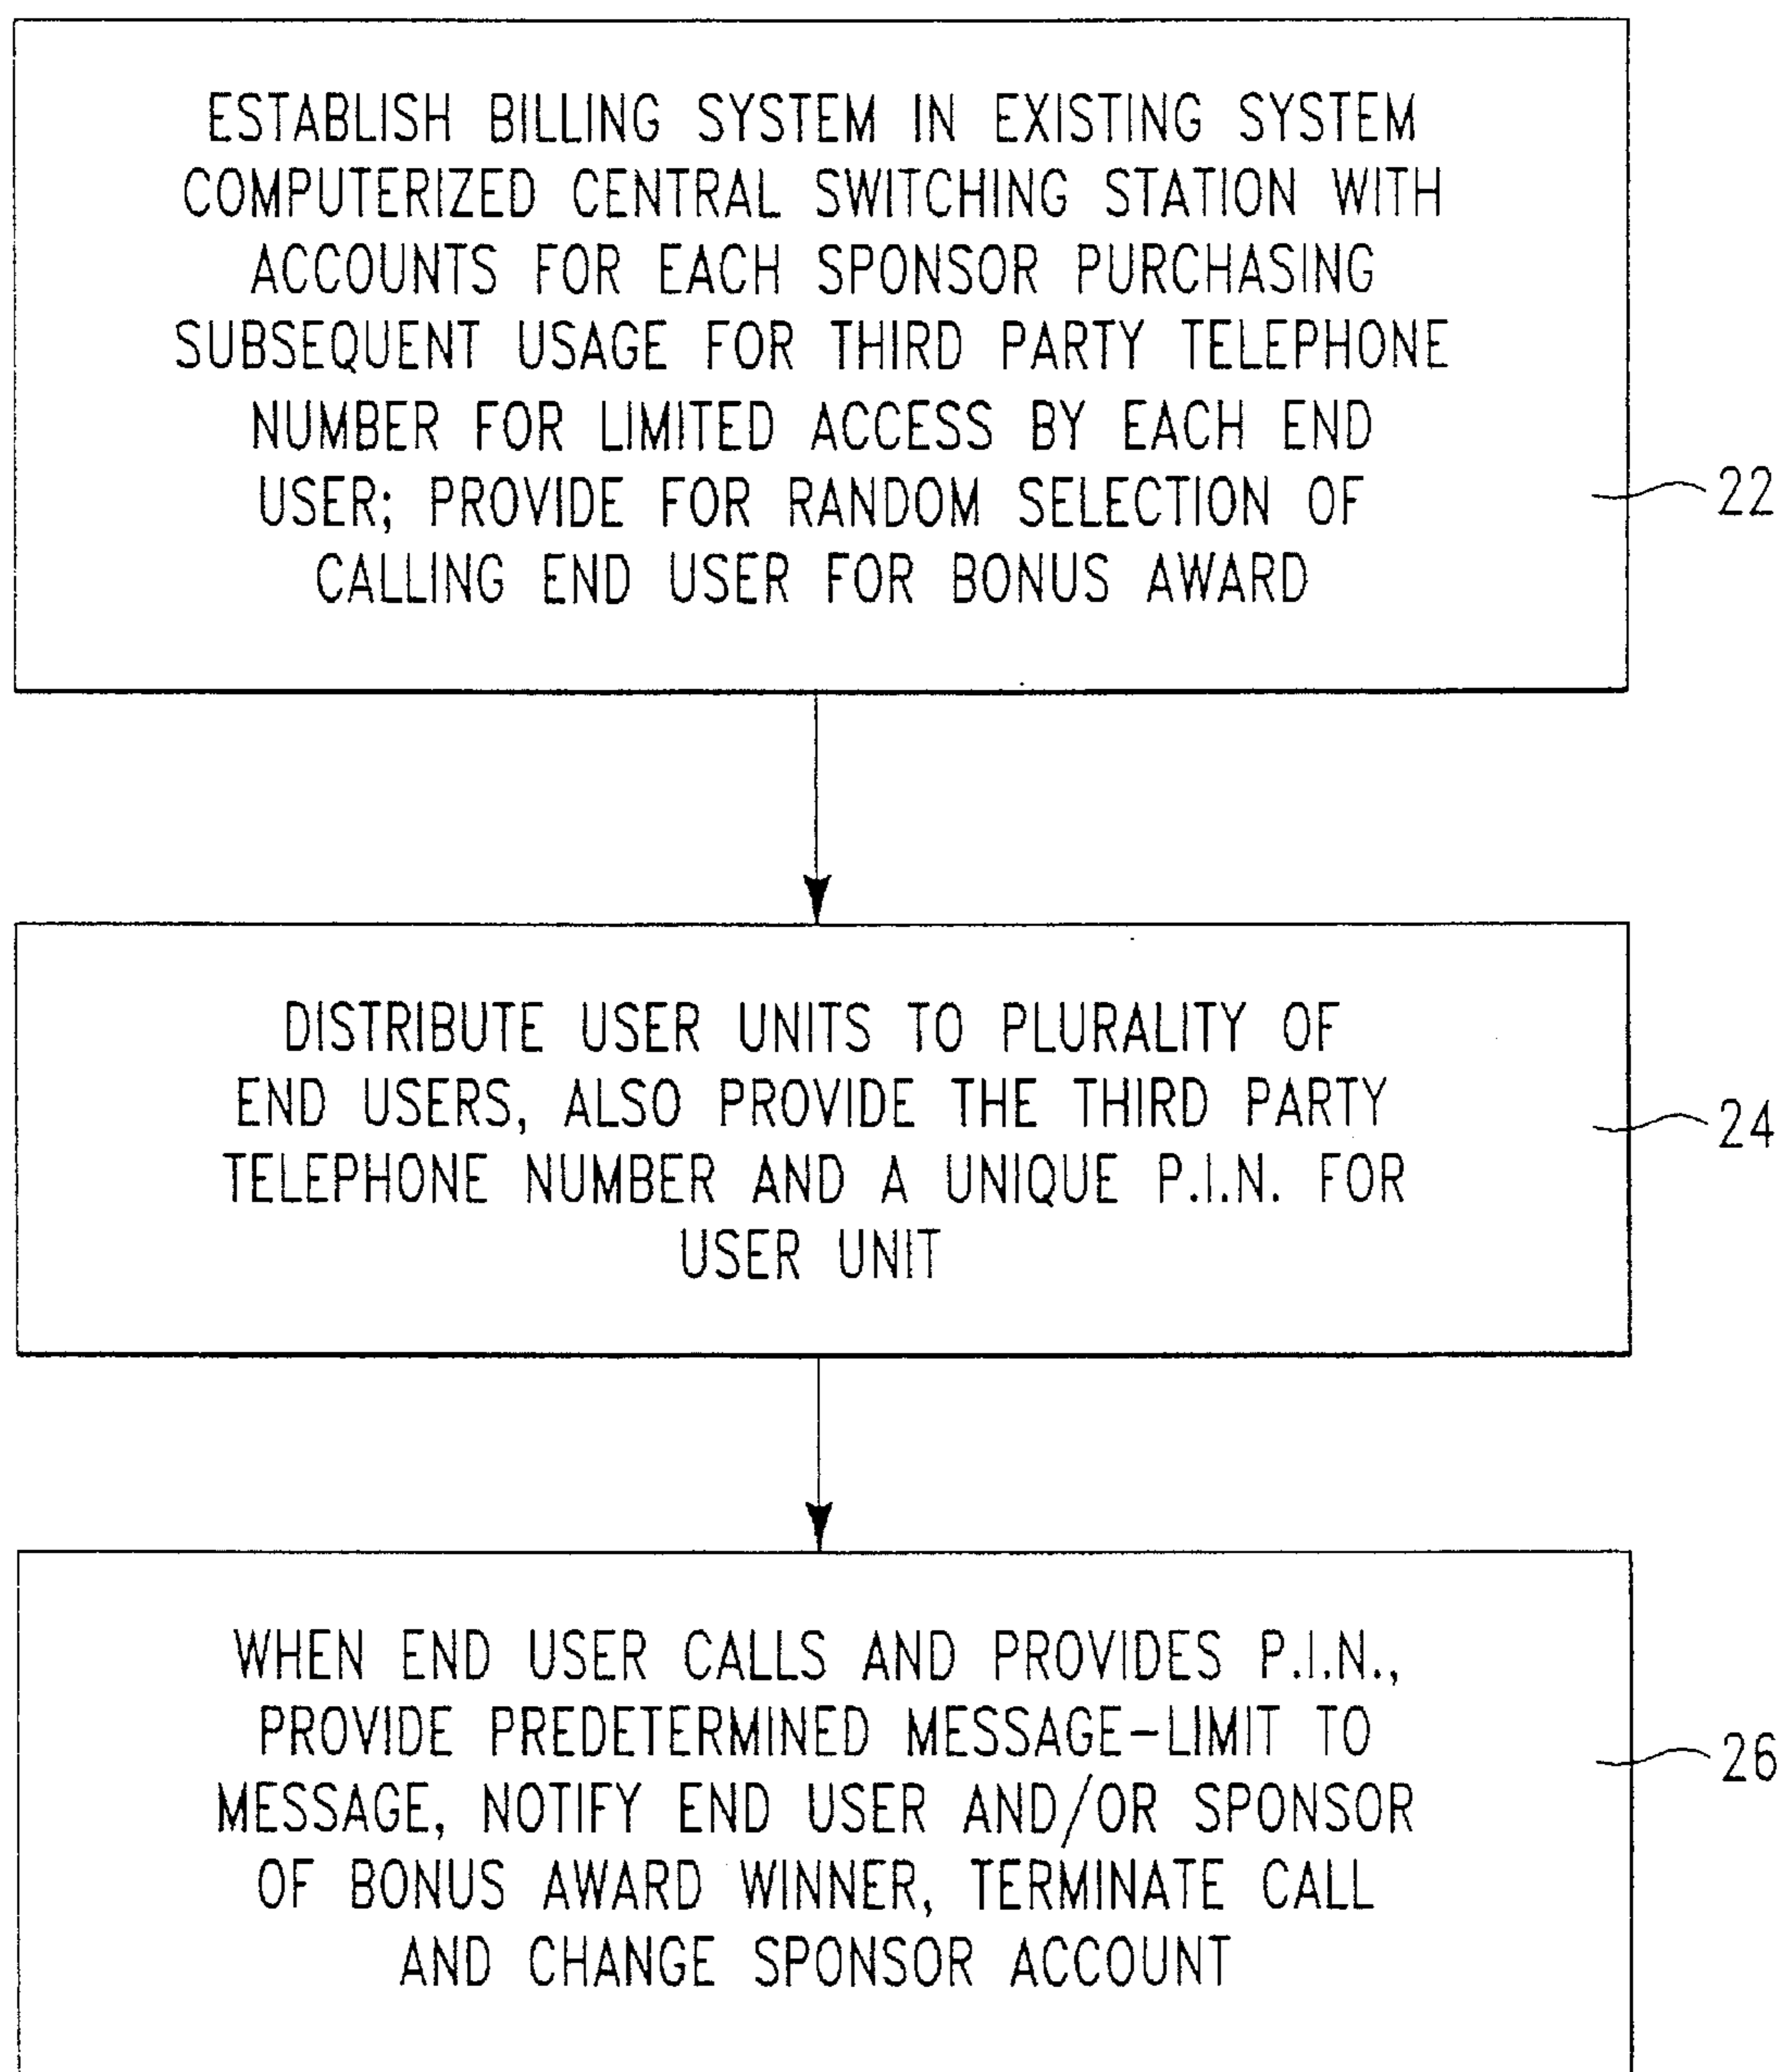 ESTABLISH BILLING SYSTEM IN EXISTING SYSTEM
COMPUTERIZED CENTRAL SWITCHING STATION WITH
ACCOUNTS FOR EACH SPONSOR PURCHASING
SUBSEQUENT USAGE FOR THIRD PARTY TELEPHONE
NUMBER FOR LIMITED ACCESS BY EACH END
USER; PROVIDE FOR RANDOM SELECTION OF
CALLING END USER FOR BONUS AWARD
22
DISTRIBUTE USER UNITS TO PLURALITY OF
END USERS, ALSO PROVIDE THE THIRD PARTY
TELEPHONE NUMBER AND A UNIQUE P.I.N. FOR
USER UNIT
24
WHEN END USER CALLS AND PROVIDES P.I.N.,
PROVIDE PREDETERMINED MESSAGE-LIMIT TO
MESSAGE, NOTIFY END USER AND/OR SPONSOR
OF BONUS AWARD WINNER, TERMINATE CALL
AND CHANGE SPONSOR ACCOUNT
26